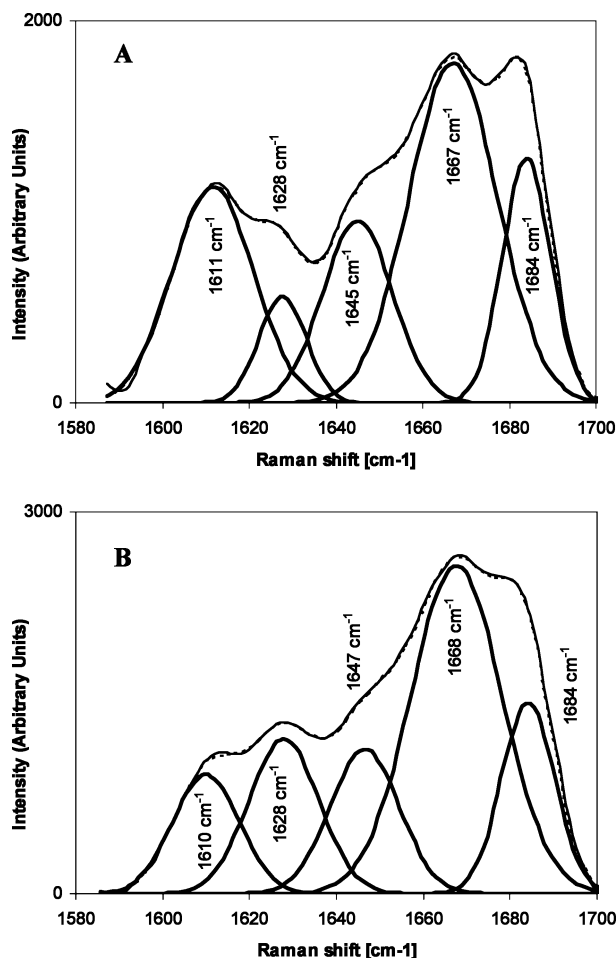 2000
A
Intensity (Arbitrary Units)
1611 cm-1
1628 cm-1
1645 cm-1
1667 cm-1
1684 cm-1
0
1580 1600 1620 1640 1660 1680 1700
Raman shift [cm-1]
3000
B
Intensity (Arbitrary Units)
1610 cm-1
1628 cm-1
1647 cm-1
1668 cm-1
1684 cm-1
0
1580 1600 1620 1640 1660 1680 1700
Raman shift [cm-1]